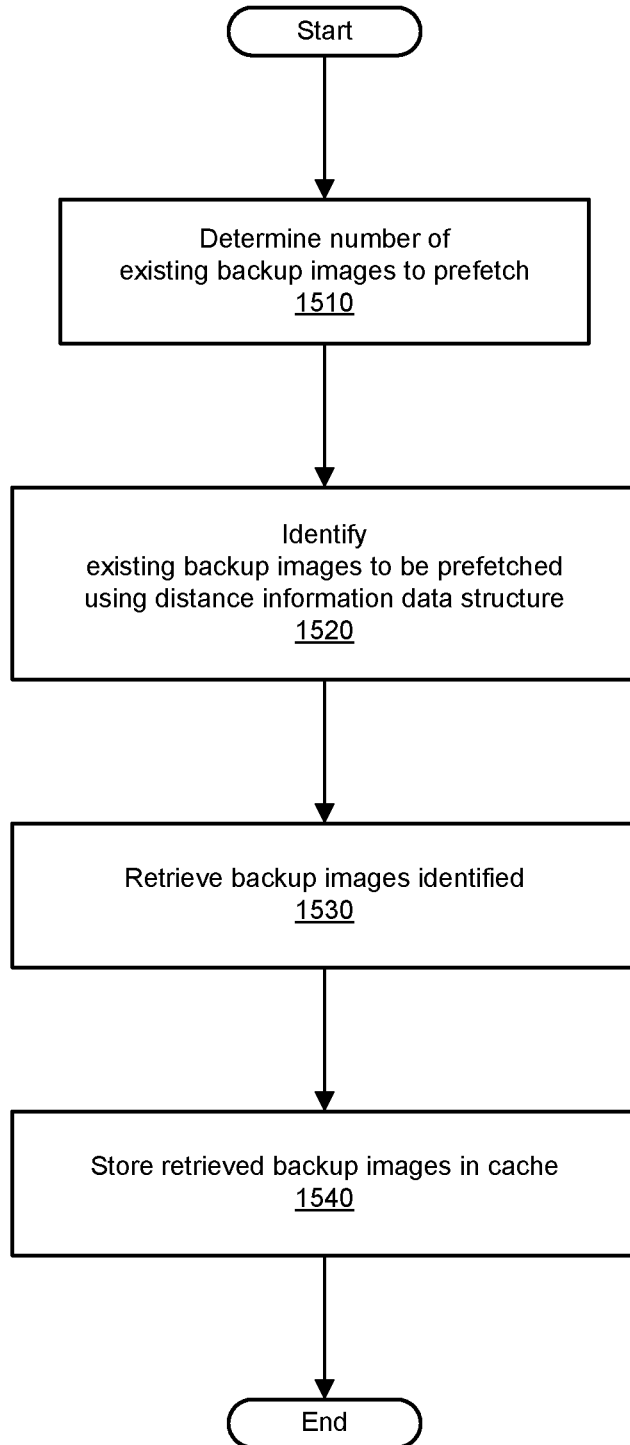 Start
Determine number of
existing backup images to prefetch
1510
Identify
existing backup images to be prefetched
using distance information data structure
1520
Retrieve backup images identified
1530
Store retrieved backup images in cache
1540
End